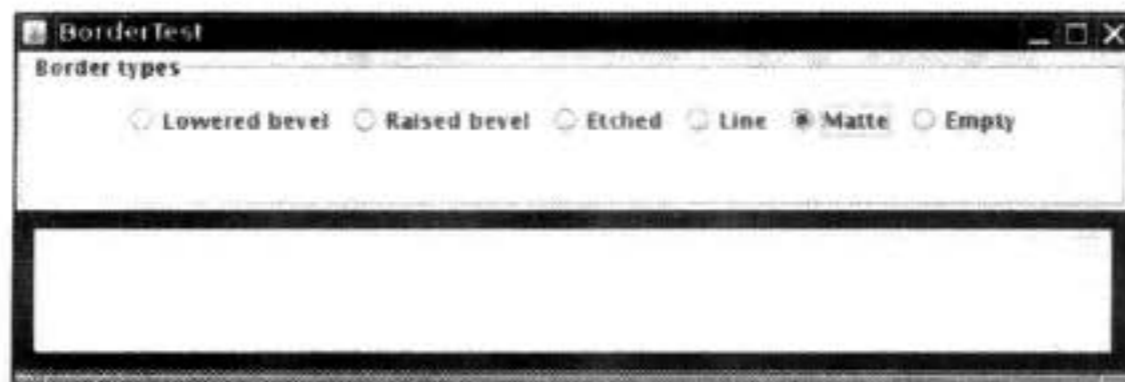 BorderTest
Border types
Lowered bevel Raised bevel Etched Line Matte Empty